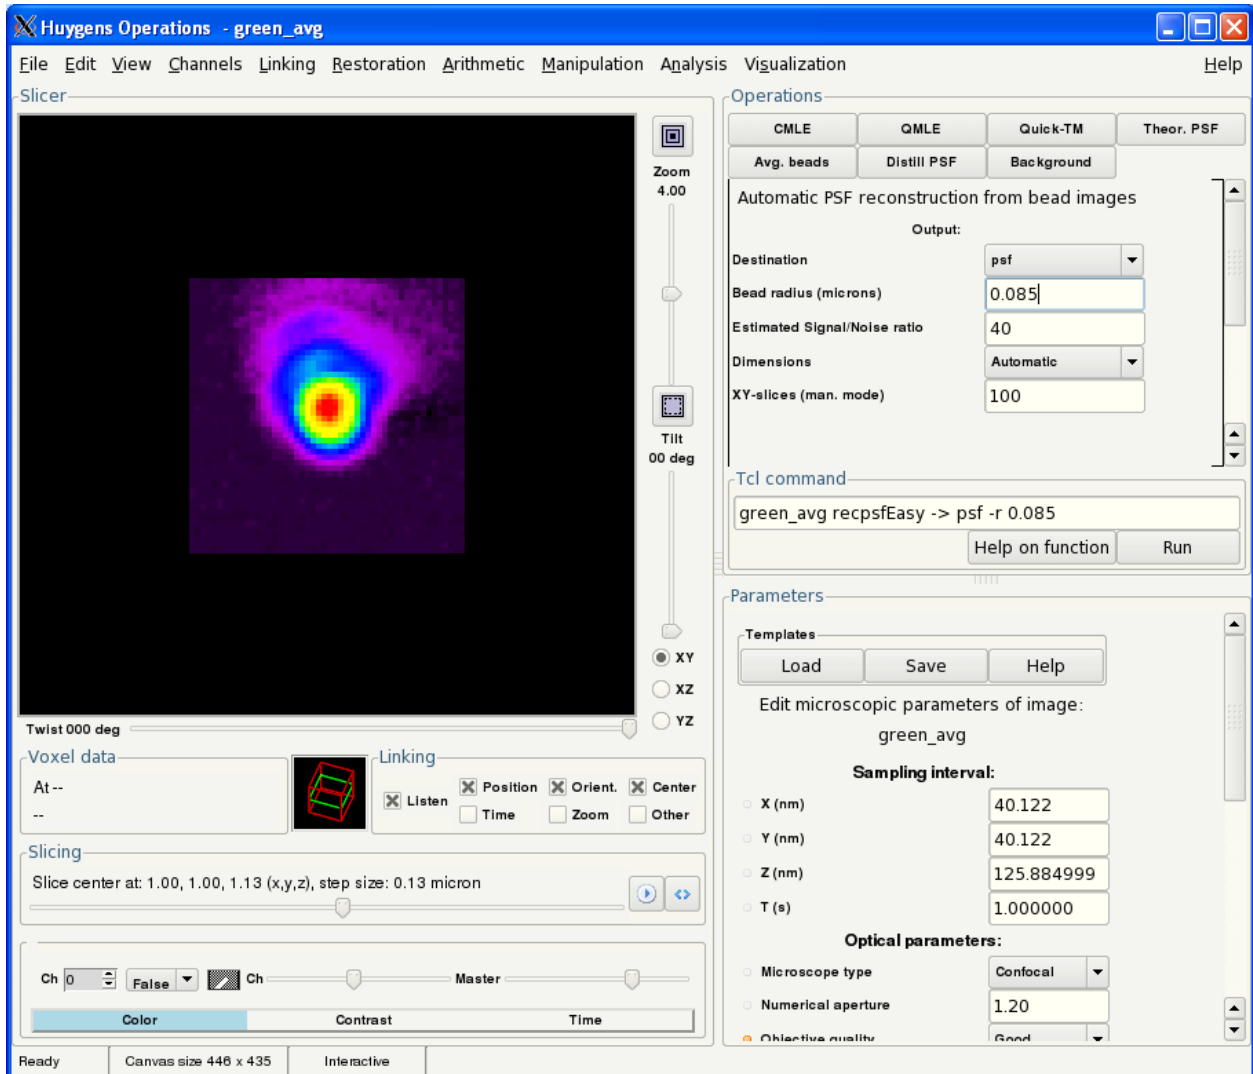 Huygens Operations - green_avg
File Edit View Channels Linking Restoration Arithmetic Manipulation Analysis Visualization Help
Slicer
Zoom
4.00
Tilt
00 deg
XY
XZ
YZ
Twist 000 deg
Voxel data
At --
--
Linking
Listen
Position
Orient.
Center
Time
Zoom
Other
Slicing
Slice center at: 1.00, 1.00, 1.13 (x,y,z), step size: 0.13 micron
Ch 0 False Ch Master
Color Contrast Time
Operations
CMLE QMLE Quick-TM Theor. PSF
Avg. beads Distill PSF Background
Automatic PSF reconstruction from bead images
Output:
Destination psf
Bead radius (microns) 0.085
Estimated Signal/Noise ratio 40
Dimensions Automatic
XY-slices (man. mode) 100
Tcl command
green_avg recpsfEasy -> psf -r 0.085
Help on function Run
Parameters
Templates
Load Save Help
Edit microscopic parameters of image:
green_avg
Sampling interval:
X (nm) 40.122
Y (nm) 40.122
Z (nm) 125.884999
T (s) 1.000000
Optical parameters:
Microscope type Confocal
Numerical aperture 1.20
Objective quality Good
Ready Canvas size 446 x 435 Interactive